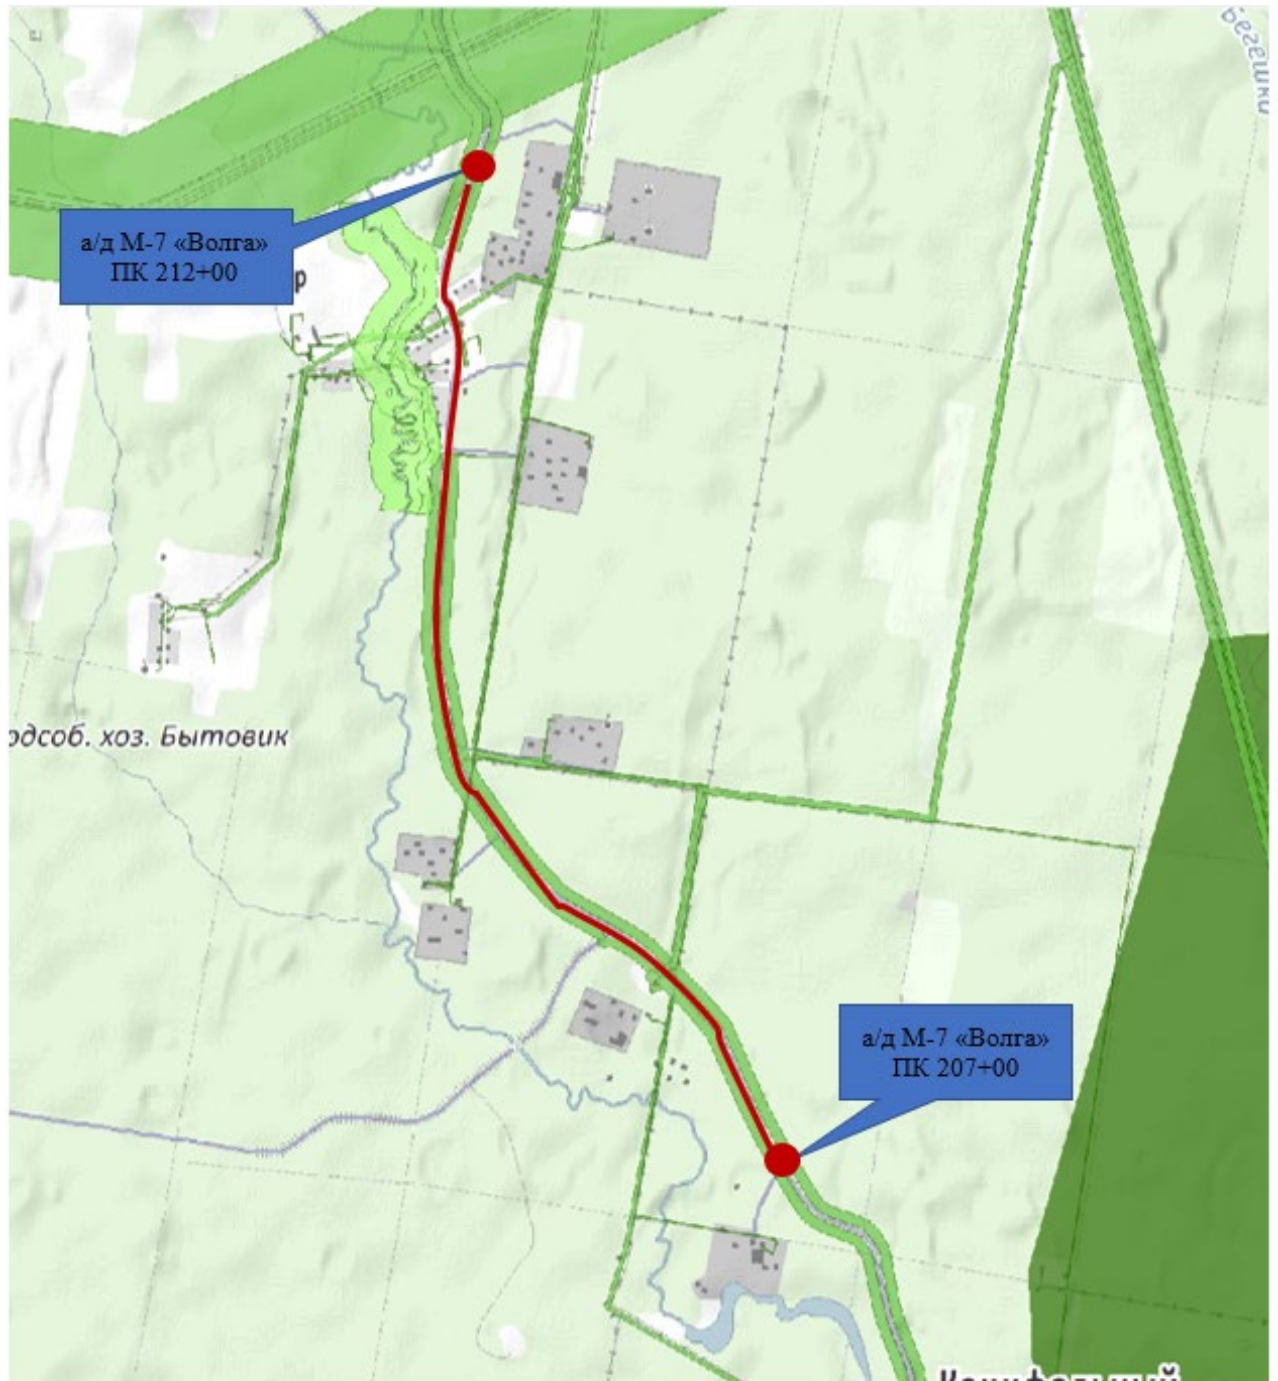 а/д М-7 «Волга»
ПК 212+00
р
одсоб. хоз. Бытовик
а/д М-7 «Волга»
ПК 207+00